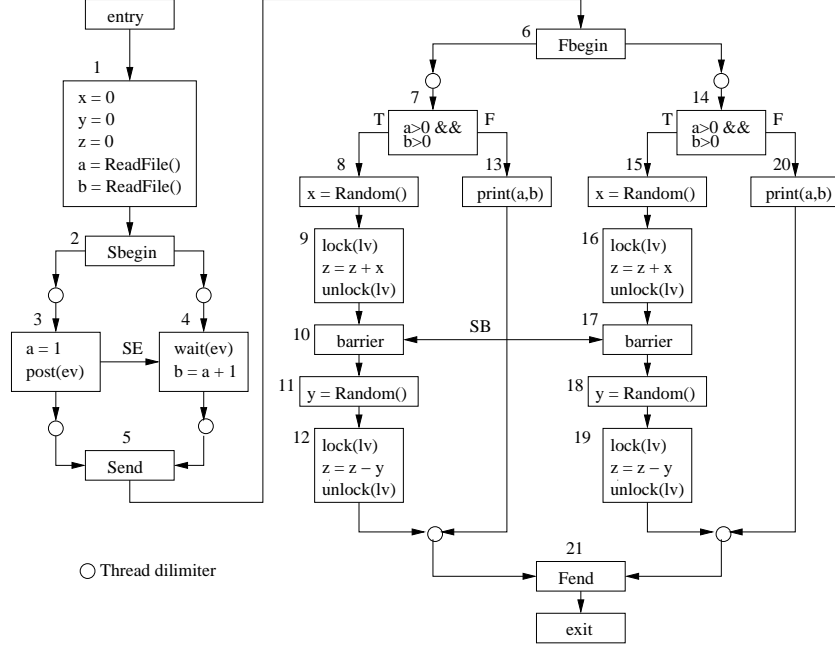 entry
1
x = 0
y = 0
z = 0
a = ReadFile()
b = ReadFile()
2
Sbegin
3
a = 1
post(ev)
SE
4
wait(ev)
b = a + 1
5
Send
Thread dilimiter
6
Fbegin
7
T
a>0 &&
b>0
F
8
x = Random()
13
print(a,b)
9
lock(lv)
z = z + x
unlock(lv)
10
barrier
SB
11
y = Random()
12
lock(lv)
z = z − y
unlock(lv)
14
T
a>0 &&
b>0
F
15
x = Random()
20
print(a,b)
16
lock(lv)
z = z + x
unlock(lv)
17
barrier
18
y = Random()
19
lock(lv)
z = z − y
unlock(lv)
21
Fend
exit